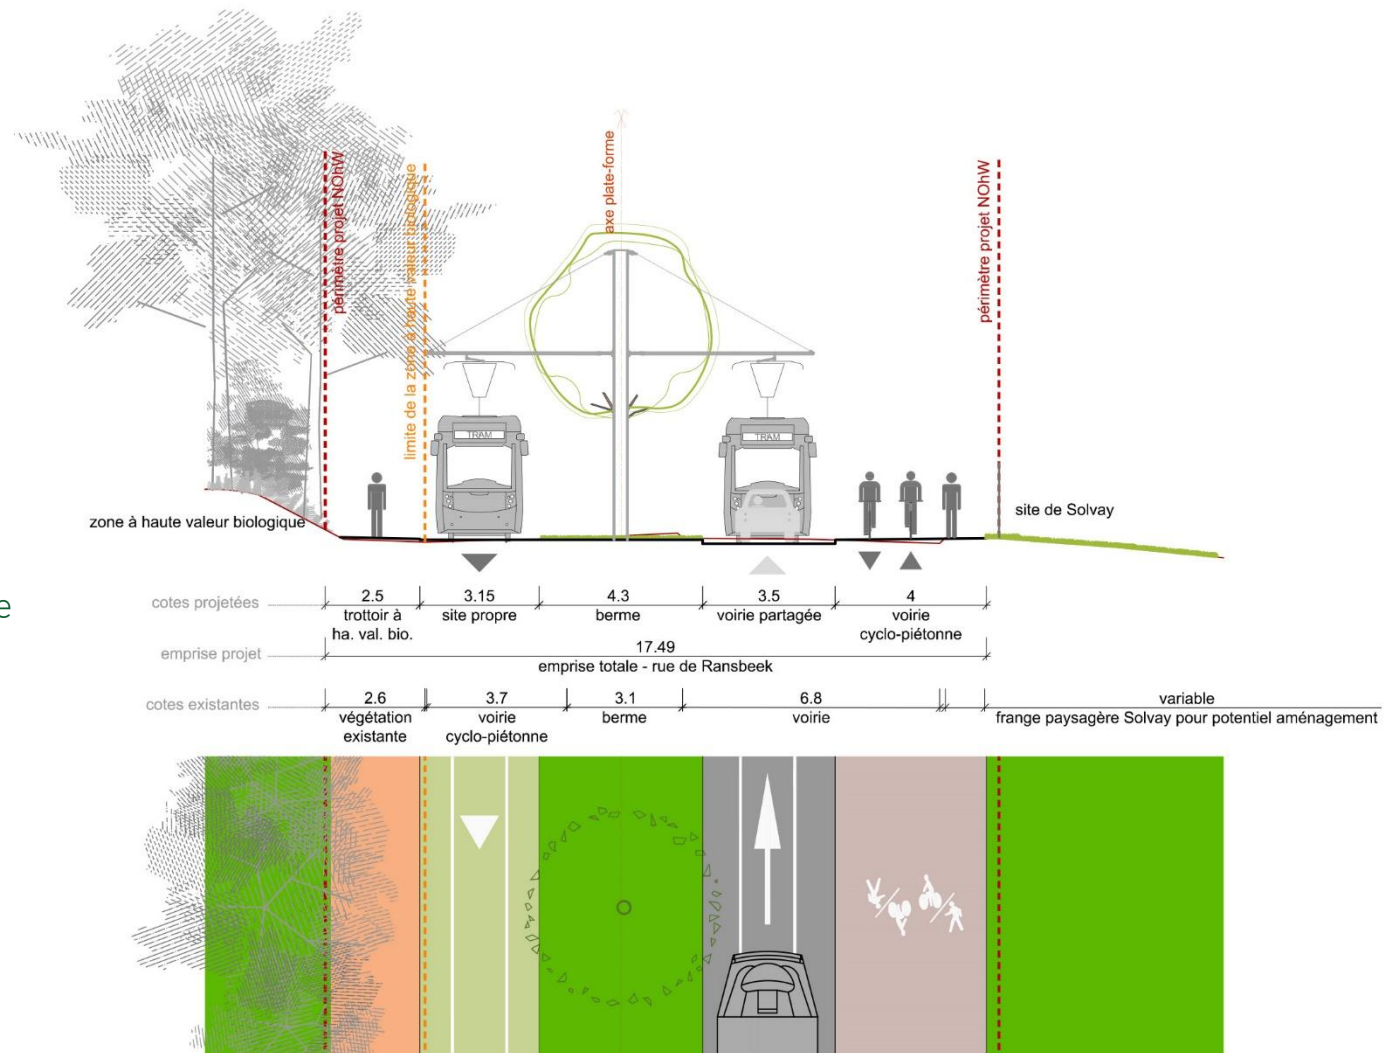 périmètre projet NOhW
limite de la zone à haute valeur biologique
axe plate-forme
périmètre projet NOhW
TRAM
TRAM
zone à haute valeur biologique
site de Solvay
e
cotes projetées
2.5
3.15
4.3
3.5
4
trottoir à
ha. val. bio.
site propre
berme
voirie partagée
voirie
cyclo-piétonne
emprise projet
17.49
emprise totale - rue de Ransbeek
cotes existantes
2.6
3.7
3.1
6.8
variable
végétation
existante
voirie
cyclo-piétonne
berme
voirie
frange paysagère Solvay pour potentiel aménagement